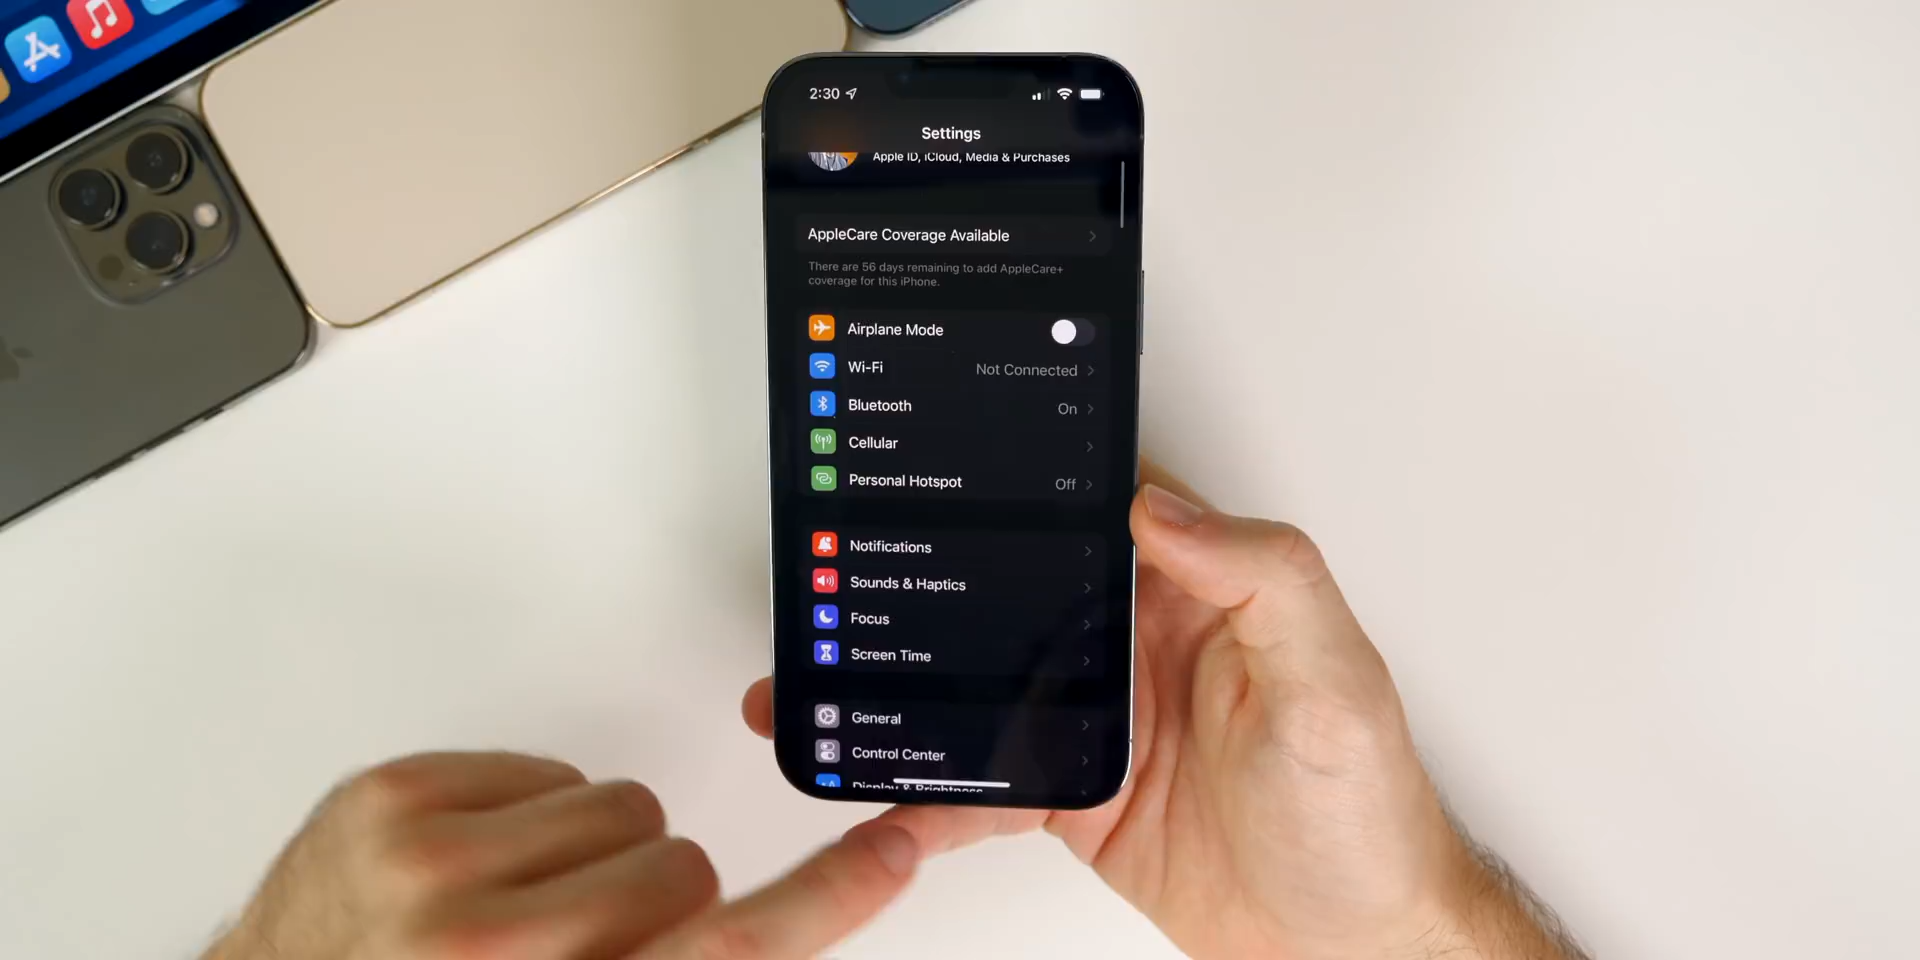 2:30
Settings
Apple ID, iCloud, Media & Purchases
AppleCare Coverage Available
There are 56 days remaining to add AppleCare+
coverage for this iPhone.
Airplane Mode
Wi-Fi Not Connected
Bluetooth On
Cellular
Personal Hotspot Off
Notifications
Sounds & Haptics
Focus
Screen Time
General
Control Center
Display & Brightness